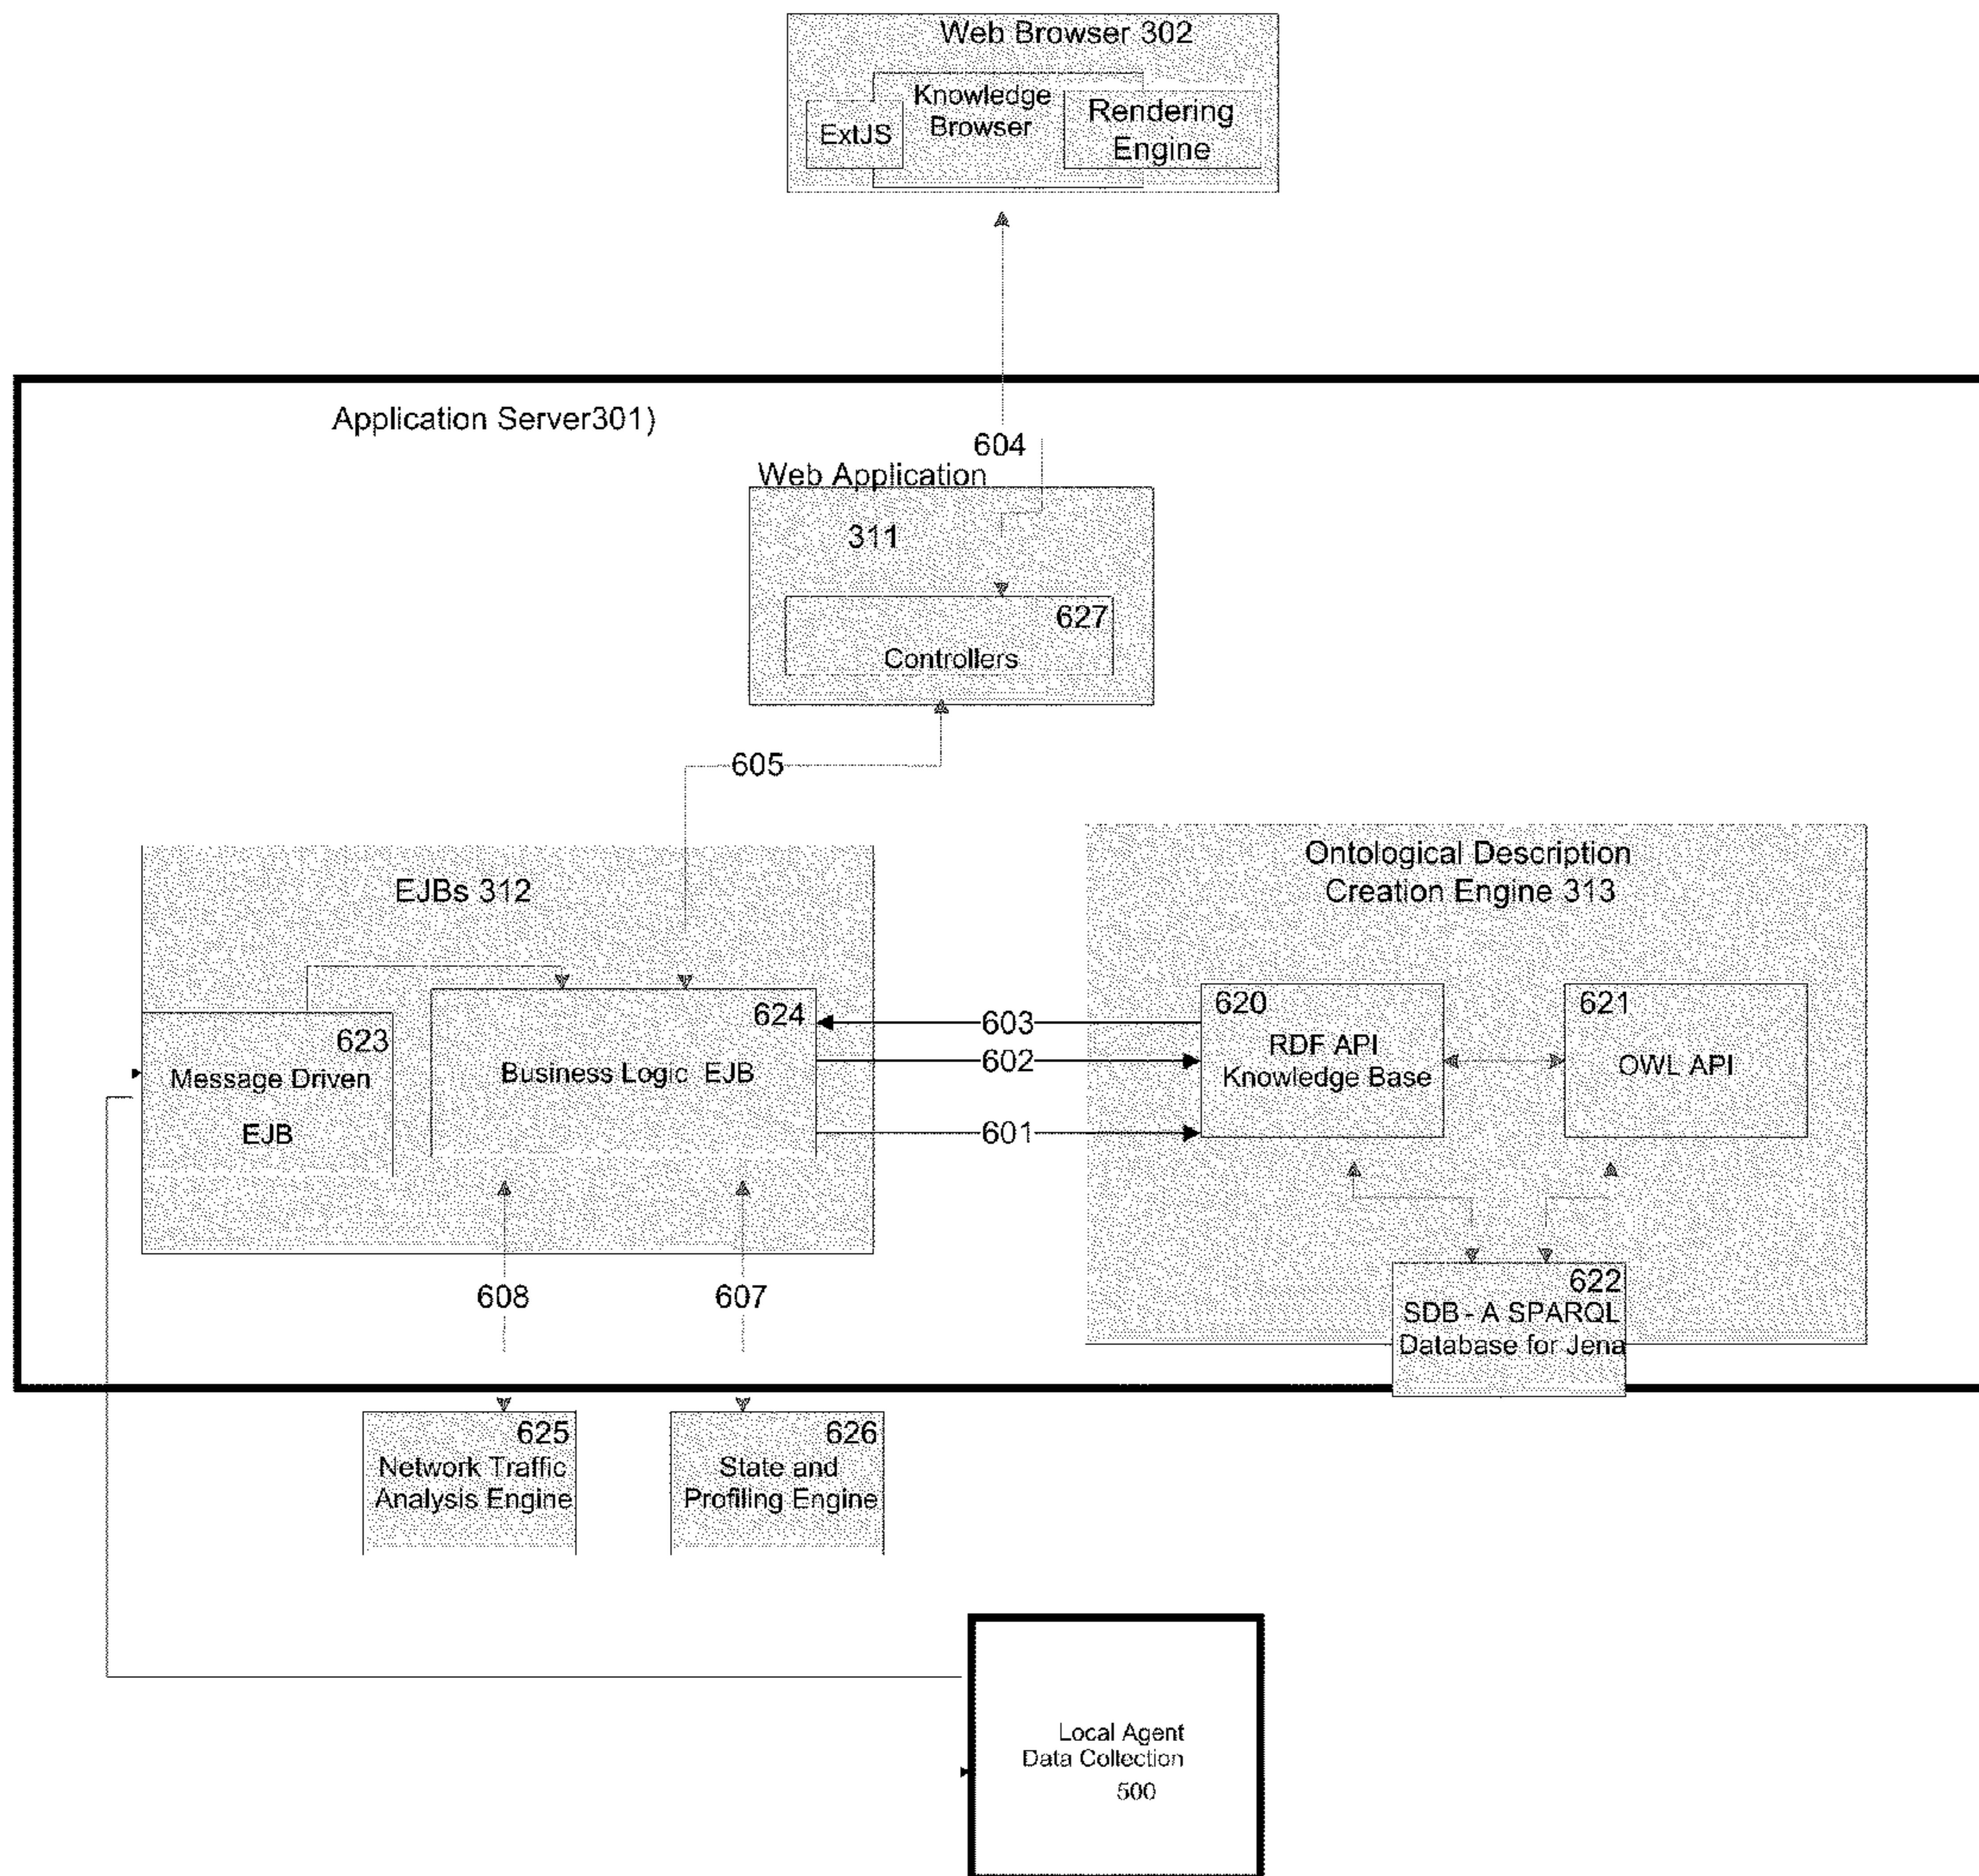 Web Browser 302
Knowledge
Browser
ExtJS
Rendering
Engine
Application Server301)
604
Web Application
311
627
Controllers
605
EJBs 312
Ontological Description
Creation Engine 313
623
Message Driven
EJB
624
Business Logic EJB
603
602
601
620
RDF API
Knowledge Base
621
OWL API
608
607
622
SDB - A SPARQL
Database for Jena
625
Network Traffic
Analysis Engine
626
State and
Profiling Engine
Local Agent
Data Collection
500